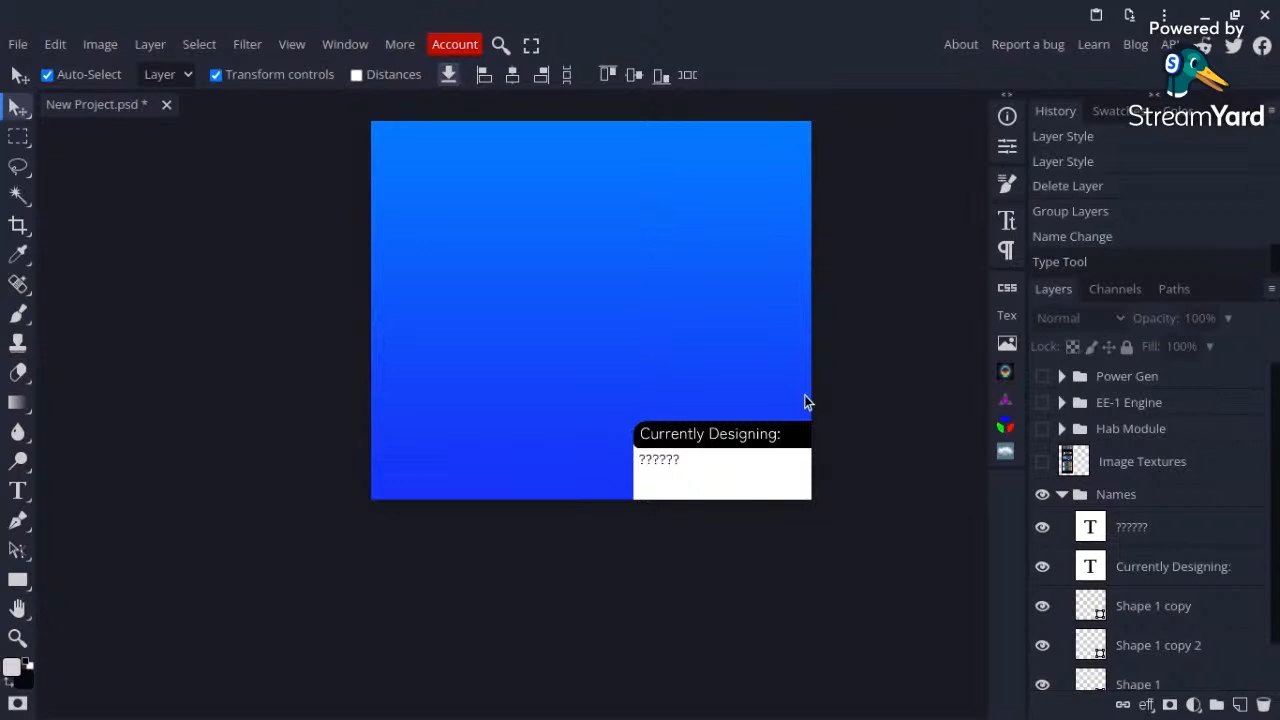 Powered by
StreamYard
File Edit Image Layer Select Filter View Window More Account
About Report a bug Learn Blog
Auto-Select Layer Transform controls Distances
New Project.psd *
History
Layer Style
Layer Style
Delete Layer
Group Layers
Name Change
Type Tool
CSS
Tex
Layers Channels Paths
Normal Opacity: 100%
Lock: Fill: 100%
Power Gen
EE-1 Engine
Hab Module
Image Textures
Names
T ??????
T Currently Designing:
Shape 1 copy
Shape 1 copy 2
Shape 1
eff
Currently Designing:
??????